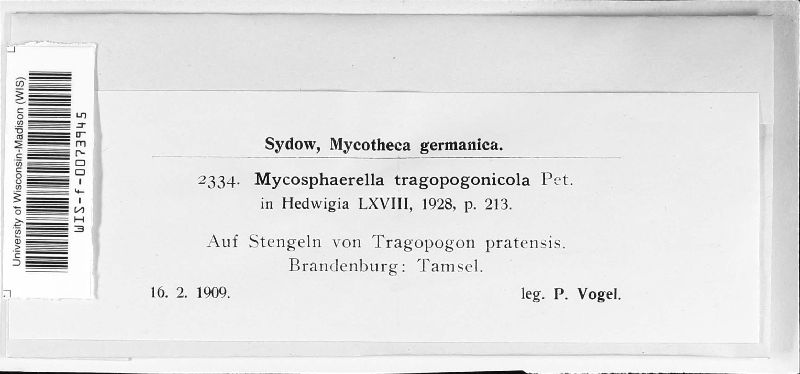 University of Wisconsin-Madison (WIS)
WIS-f-0073945
Sydow, Mycotheca germanica.
2334. Mycosphaerella tragopogonicola Pet.
in Hedwigia LXVIII, 1928, p. 213.
Auf Stengeln von Tragopogon pratensis.
Brandenburg: Tamsel.
16. 2. 1909. leg. P. Vogel.